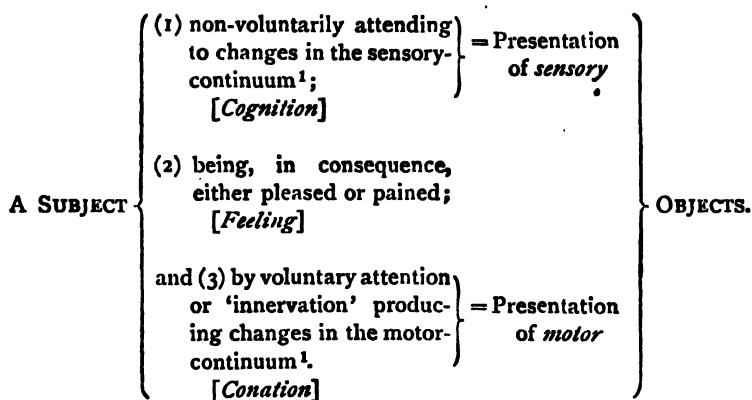 (1) non-voluntarily attending
to changes in the sensory-
continuum¹;
[Cognition]
= Presentation
of sensory
(2) being, in consequence,
either pleased or pained;
[Feeling]
A SUBJECT
OBJECTS.
and (3) by voluntary attention
or 'innervation' produc-
ing changes in the motor-
continuum¹.
[Conation]
= Presentation
of motor